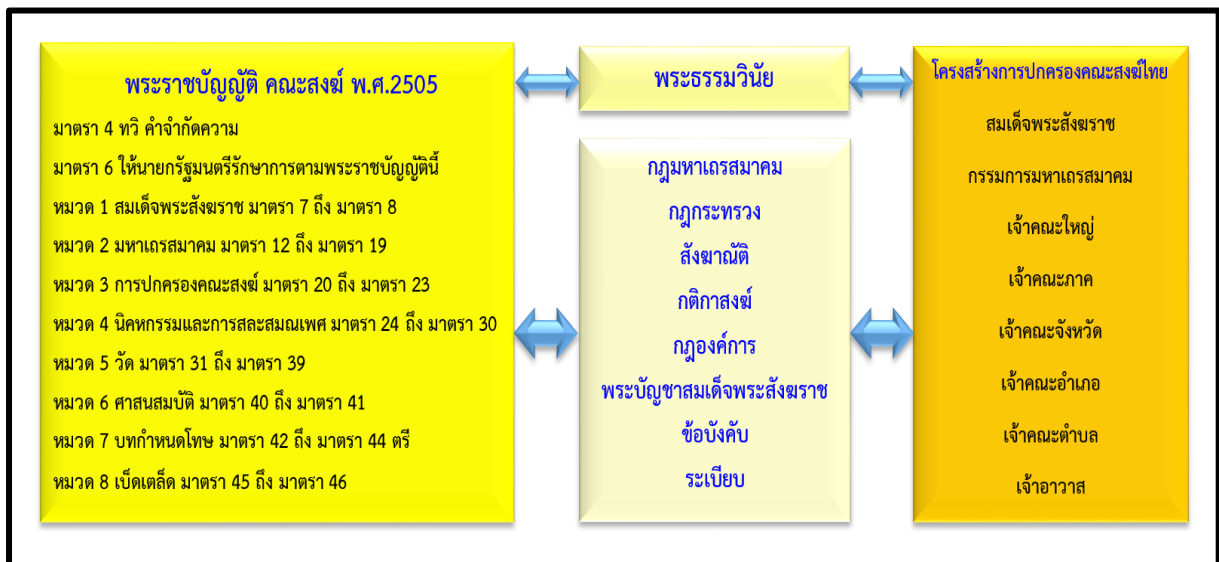 พระราชบัญญัติ คณะสงฆ์ พ.ศ.2505
มาตรา 4 ทวิ คำจำกัดความ
มาตรา 6 ให้นายกรัฐมนตรีรักษาการตามพระราชบัญญัตินี้
หมวด 1 สมเด็จพระสังฆราช มาตรา 7 ถึง มาตรา 8
หมวด 2 มหาเถรสมาคม มาตรา 12 ถึง มาตรา 19
หมวด 3 การปกครองคณะสงฆ์ มาตรา 20 ถึง มาตรา 23
หมวด 4 นิคหกรรมและการสละสมณเพศ มาตรา 24 ถึง มาตรา 30
หมวด 5 วัด มาตรา 31 ถึง มาตรา 39
หมวด 6 ศาสนสมบัติ มาตรา 40 ถึง มาตรา 41
หมวด 7 บทกำหนดโทษ มาตรา 42 ถึง มาตรา 44 ตรี
หมวด 8 เบ็ดเตล็ด มาตรา 45 ถึง มาตรา 46
พระธรรมวินัย
กฎมหาเถรสมาคม
กฎกระทรวง
สังฆาณัติ
กติกาสงฆ์
กฎองค์การ
พระบัญชาสมเด็จพระสังฆราช
ข้อบังคับ
ระเบียบ
โครงสร้างการปกครองคณะสงฆ์ไทย
สมเด็จพระสังฆราช
กรรมการมหาเถรสมาคม
เจ้าคณะใหญ่
เจ้าคณะภาค
เจ้าคณะจังหวัด
เจ้าคณะอำเภอ
เจ้าคณะตำบล
เจ้าอาวาส